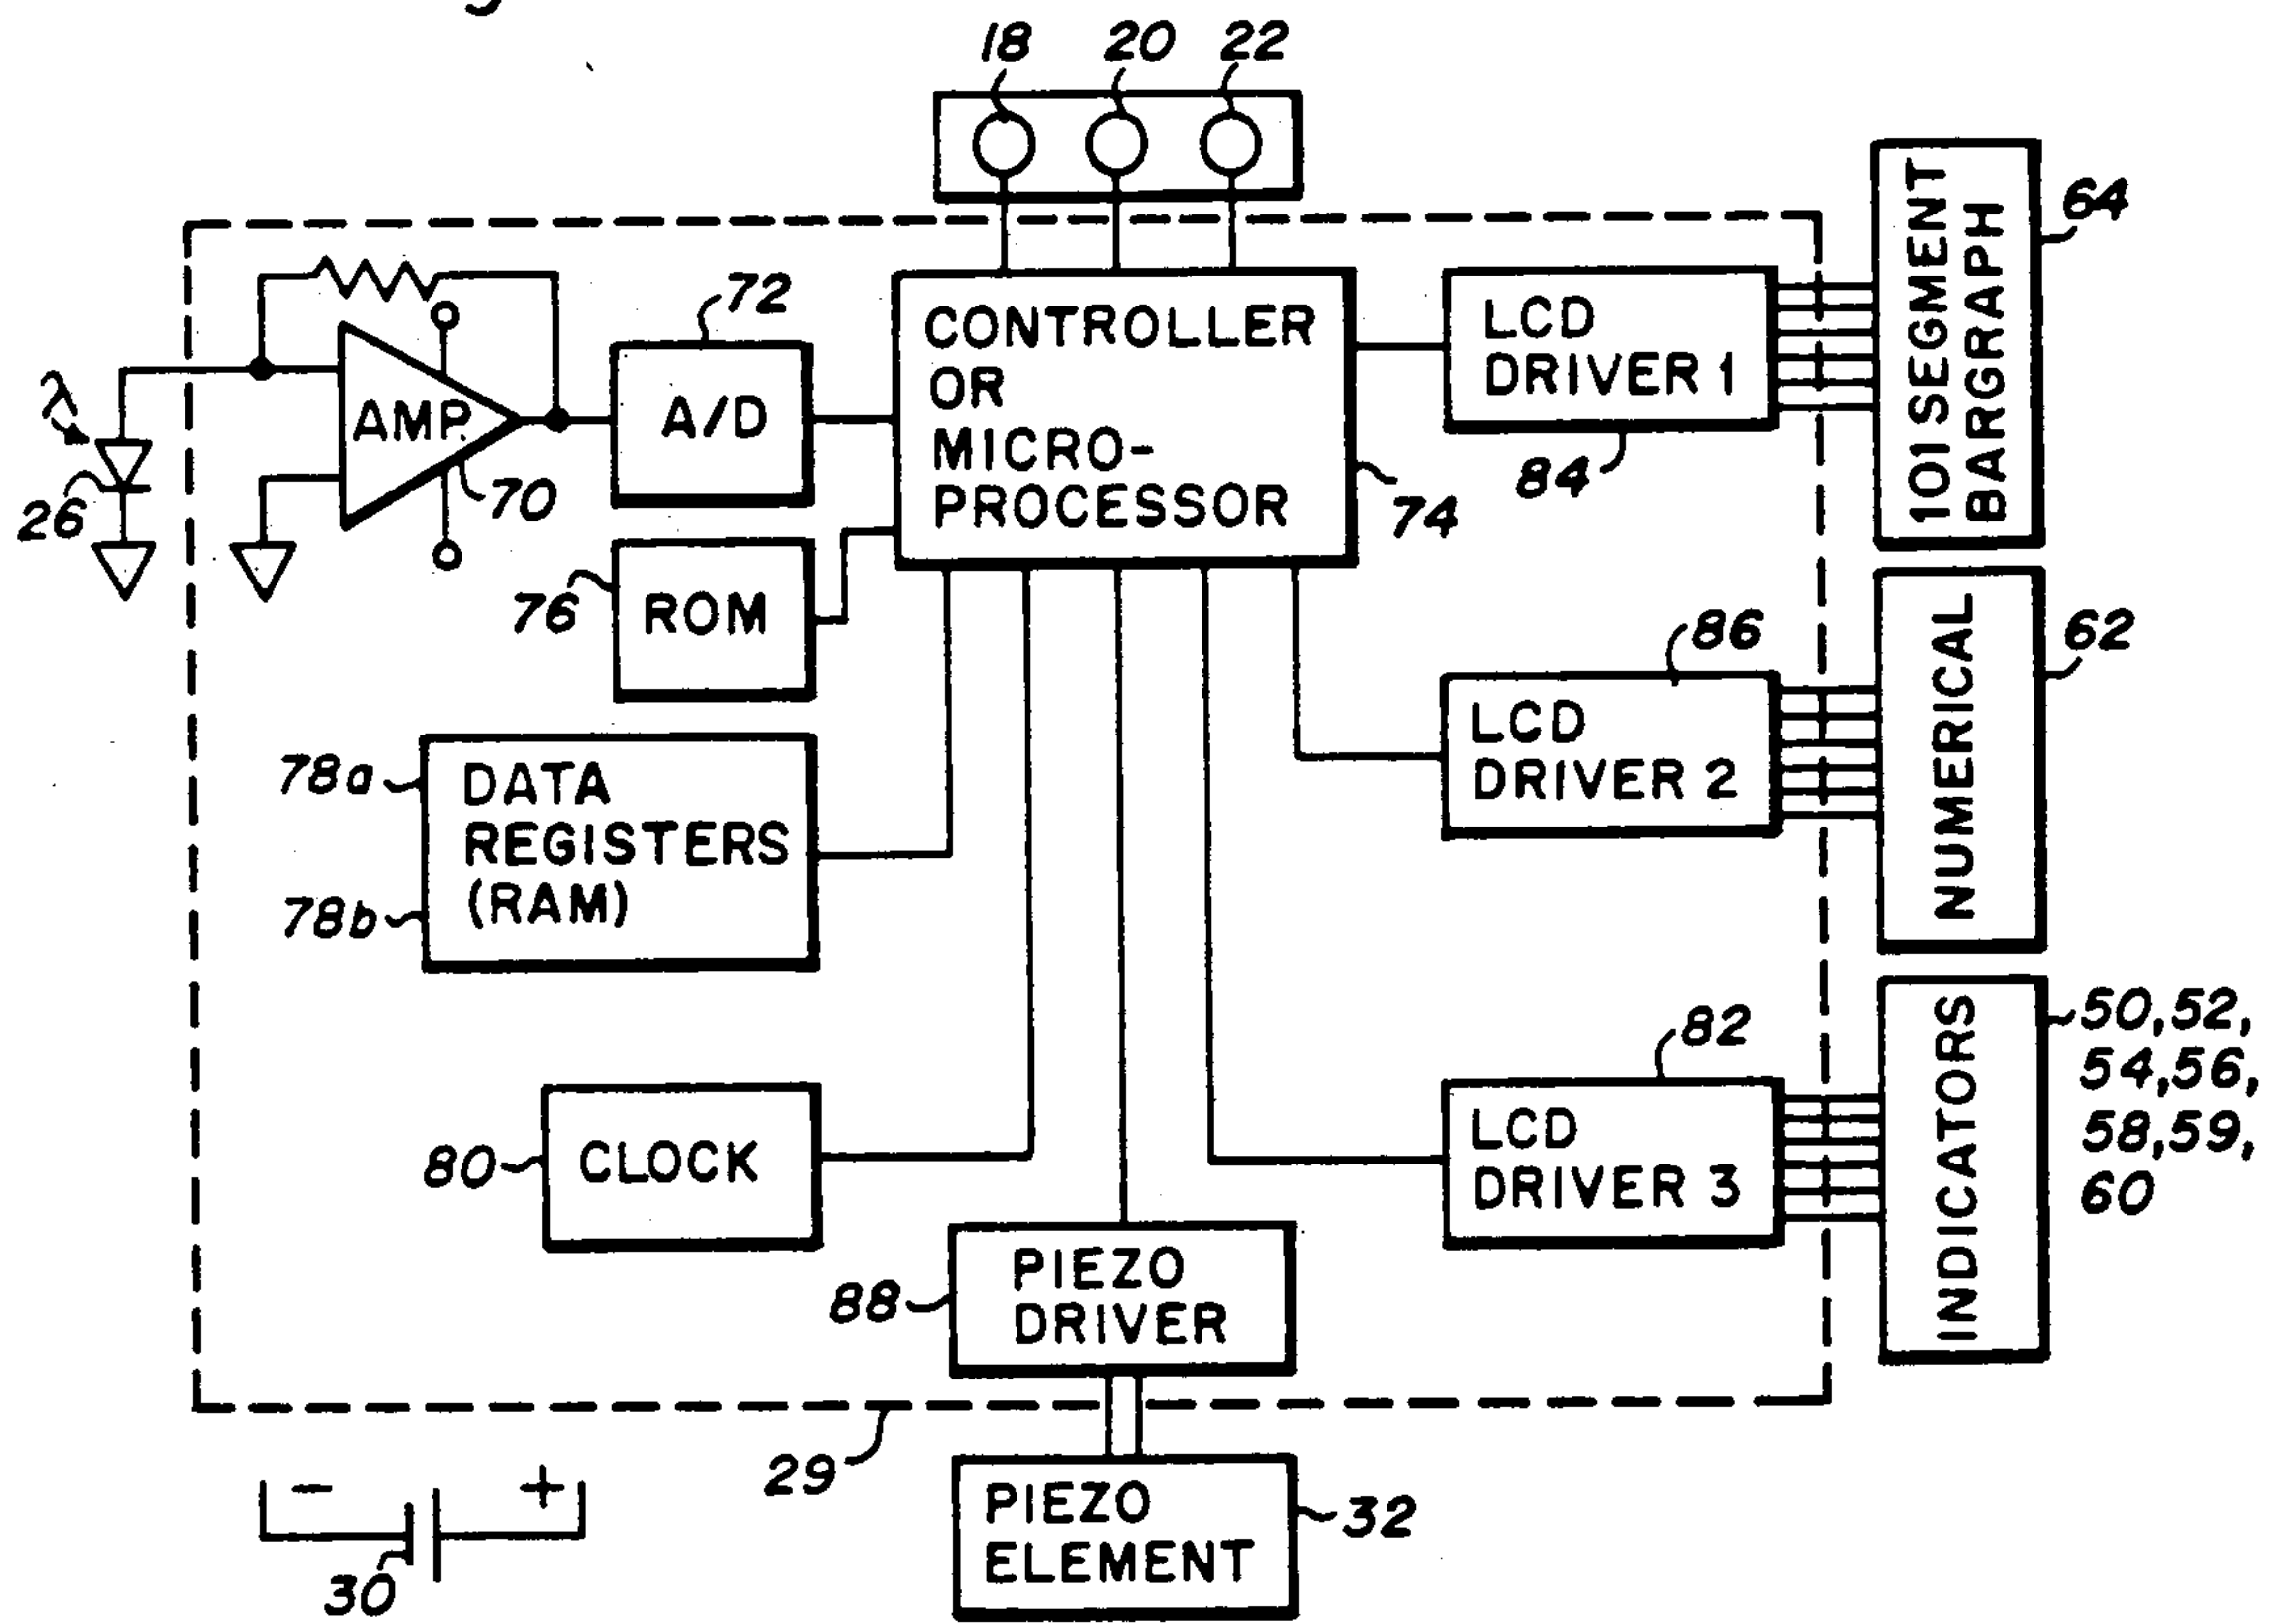 18 20 22
101 SEGMENT
BARGRAPH
64
72
CONTROLLER
OR
MICRO-
PROCESSOR
74
LCD
DRIVER 1
84
λ
AMP.
A/D
26
70
76
ROM
86
NUMERICAL
62
LCD
DRIVER 2
78a
DATA
REGISTERS
(RAM)
78b
82
INDICATORS
50,52,
54,56,
58,59,
60
LCD
DRIVER 3
80
CLOCK
88
PIEZO
DRIVER
29
- +
30
PIEZO
ELEMENT
32